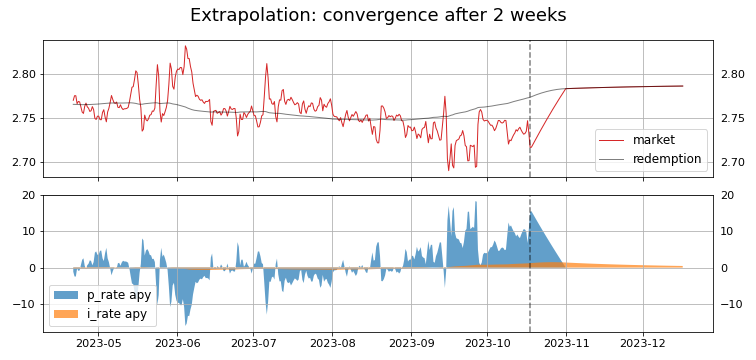 Extrapolation: convergence after 2 weeks
2.80 2.80
2.75 2.75
2.70 2.70
market
redemption
20 20
10 10
0 0
−10 −10
p_rate apy
i_rate apy
2023-05 2023-06 2023-07 2023-08 2023-09 2023-10 2023-11 2023-12